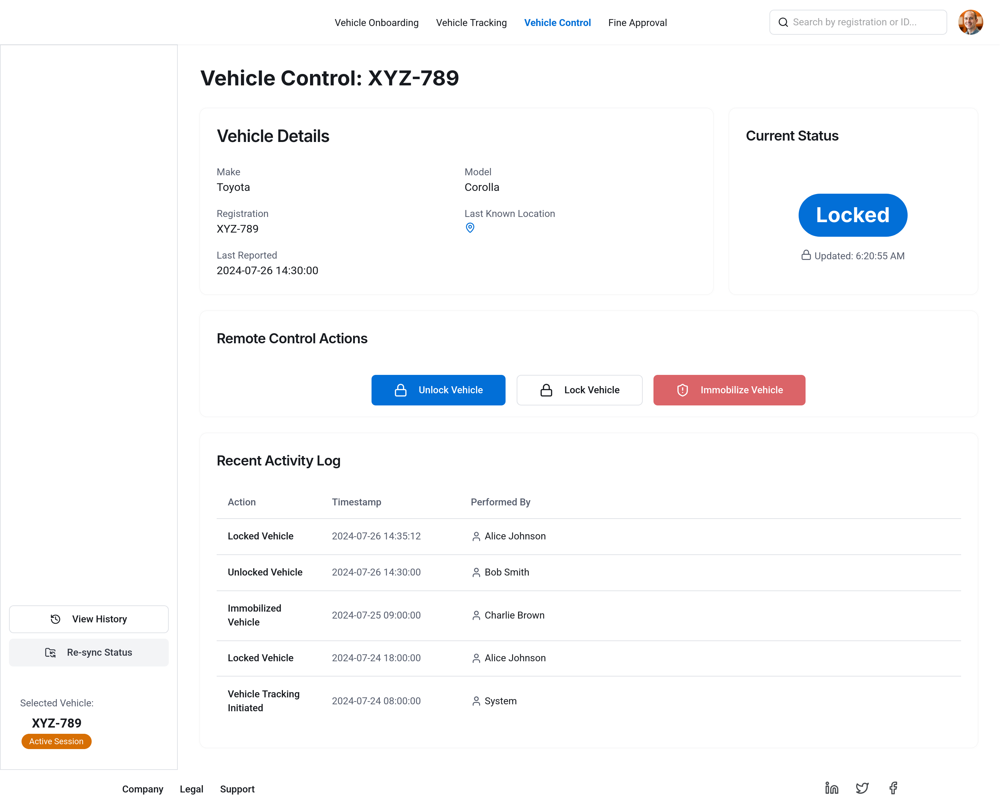 Vehicle Onboarding
Vehicle Tracking
Vehicle Control
Fine Approval
Search by registration or ID...
Vehicle Control: XYZ-789
Vehicle Details
Make
Toyota
Model
Corolla
Registration
XYZ-789
Last Known Location
Last Reported
2024-07-26 14:30:00
Current Status
Locked
Updated: 6:20:55 AM
Remote Control Actions
Unlock Vehicle
Lock Vehicle
Immobilize Vehicle
Recent Activity Log
Action Timestamp Performed By
Locked Vehicle 2024-07-26 14:35:12 Alice Johnson
Unlocked Vehicle 2024-07-26 14:30:00 Bob Smith
Immobilized
Vehicle
2024-07-25 09:00:00 Charlie Brown
Locked Vehicle 2024-07-24 18:00:00 Alice Johnson
Vehicle Tracking
Initiated
2024-07-24 08:00:00 System
View History
Re-sync Status
Selected Vehicle:
XYZ-789
Active Session
Company
Legal
Support